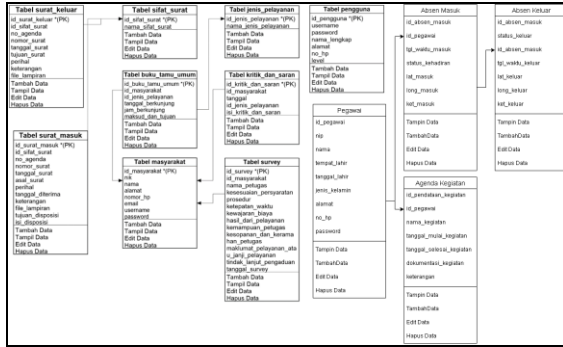 Tabel surat_keluar
id_surat_keluar *(PK)
id_sifat_surat
no_agenda
nomor_surat
tanggal_surat
tujuan_surat
perihal
keterangan
file_lampiran
Tambah Data
Tampil Data
Edit Data
Hapus Data
Tabel sifat_surat
id_sifat_surat *(PK)
nama_sifat_surat
Tambah Data
Tampil Data
Edit Data
Hapus Data
Tabel jenis_pelayanan
id_jenis_pelayanan *(PK)
nama_jenis_pelayanan
Tambah Data
Tampil Data
Edit Data
Hapus Data
Tabel pengguna
id_pengguna *(PK)
username
password
nama_lengkap
alamat
no_hp
level
Tambah Data
Tampil Data
Edit Data
Hapus Data
Absen Masuk
id_absen_masuk
id_pegawai
tgl_waktu_masuk
status_kehadiran
lat_masuk
long_masuk
ket_masuk
Tampin Data
TambahData
Edit Data
Hapus Data
Absen Keluar
id_absen_masuk
status_keluar
id_absen_masuk
tgl_waktu_keluar
lat_keluar
long_keluar
ket_keluar
Tampin Data
TambahData
Edit Data
Hapus Data
Tabel buku_tamu_umum
id_buku_tamu_umum *(PK)
id_masyarakat
id_jenis_pelayanan
tanggal_berkunjung
jam_berkunjung
maksud_dan_tujuan
Tambah Data
Tampil Data
Edit Data
Hapus Data
Tabel kritik_dan_saran
id_kritik_dan_saran *(PK)
id_masyarakat
tanggal
id_jenis_pelayanan
isi_kritik_dan_saran
Tambah Data
Tampil Data
Edit Data
Hapus Data
Pegawai
id_pegawai
nip
nama
tempat_lahir
tanggal_lahir
jenis_kelamin
alamat
no_hp
password
Tampin Data
TambahData
Edit Data
Hapus Data
Tabel surat_masuk
id_surat_masuk *(PK)
id_sifat_surat
no_agenda
nomor_surat
tanggal_surat
asal_surat
perihal
tanggal_diterima
keterangan
file_lampiran
tujuan_disposisi
isi_disposisi
Tambah Data
Tampil Data
Edit Data
Hapus Data
Tabel masyarakat
id_masyarakat *(PK)
nik
nama
alamat
nomor_hp
email
username
password
Tambah Data
Tampil Data
Edit Data
Hapus Data
Tabel survey
id_survey *(PK)
id_masyarakat
nama_petugas
kesesuaian_persyaratan
prosedur
ketepatan_waktu
kewajaran_biaya
hasil_dari_pelayanan
kemampuan_petugas
kesopanan_dan_kerama
han_petugas
maklumat_pelayanan_ata
u_janji_pelayanan
tindak_lanjut_pengaduan
tanggal_survey
Tambah Data
Tampil Data
Edit Data
Hapus Data
Agenda Kegiatan
id_pendataan_kegiatan
id_pegawai
nama_kegiatan
tanggal_mulai_kegiatan
tanggal_selesai_kegiatan
dokumentasi_kegiatan
keterangan
Tampin Data
TambahData
Edit Data
Hapus Data